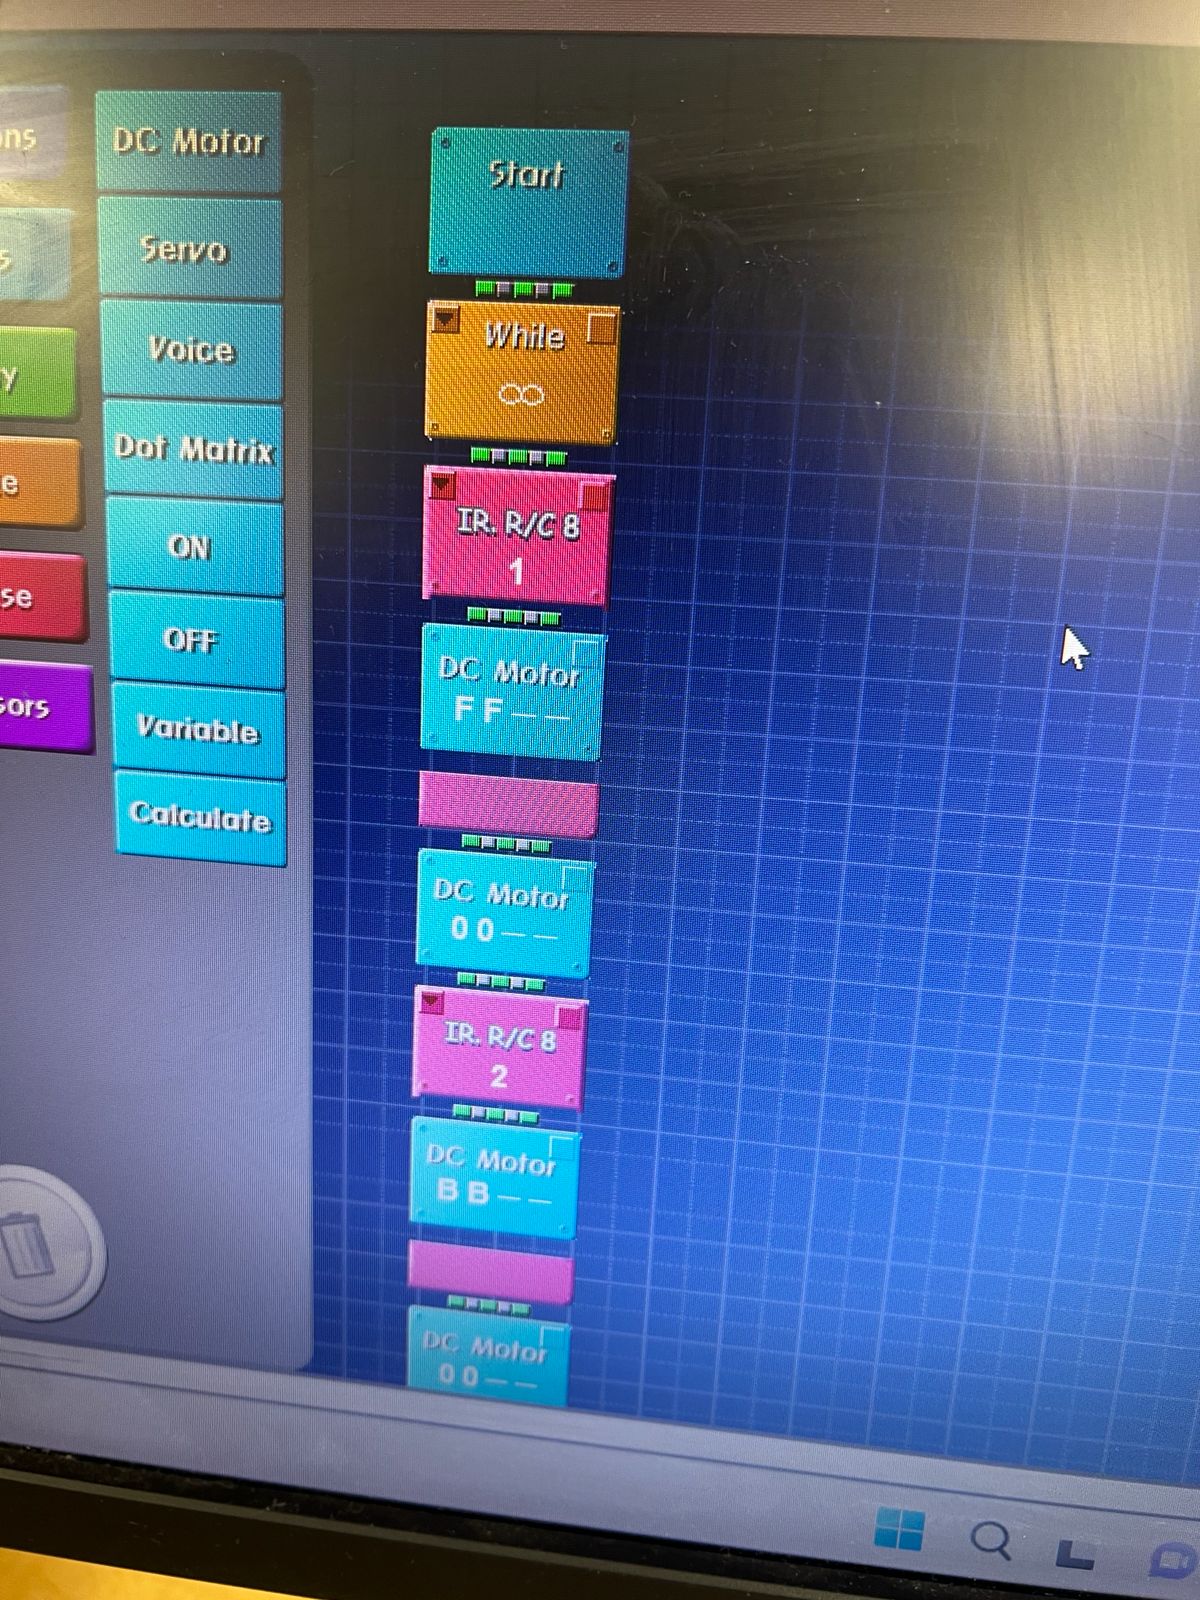 ns
s
y
e
se
sors
DC Motor
Servo
Voice
Dot Matrix
ON
OFF
Variable
Calculate
Start
While
∞
IR. R/C 8
1
DC Motor
F F — —
DC Motor
0 0 — —
IR. R/C 8
2
DC Motor
B B — —
DC Motor
0 0 — —